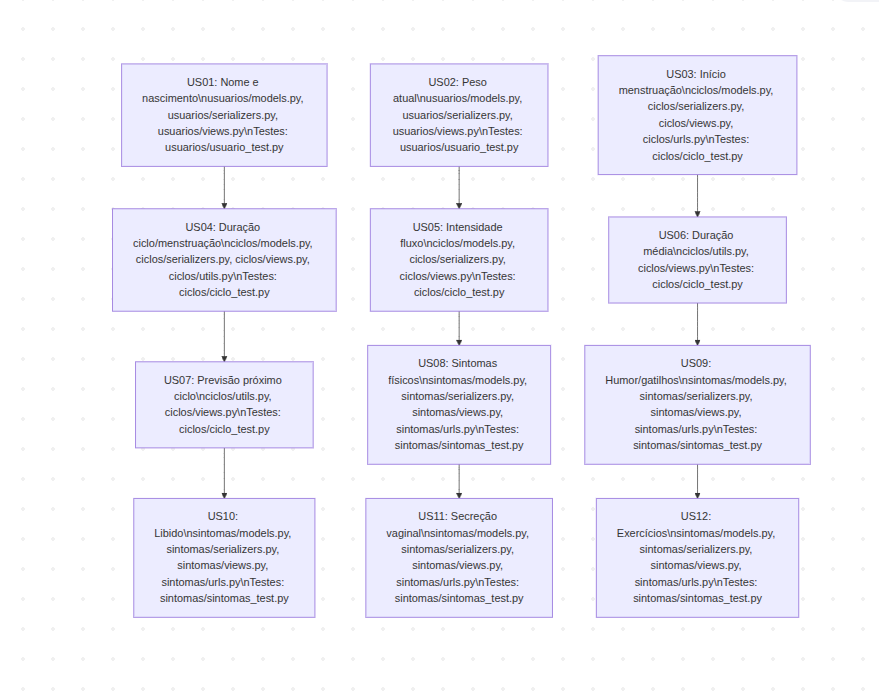 US01: Nome e
nascimento\nusuarios/models.py,
usuarios/serializers.py,
usuarios/views.py\nTestes:
usuarios/usuario_test.py
US02: Peso
atual\nusuarios/models.py,
usuarios/serializers.py,
usuarios/views.py\nTestes:
usuarios/usuario_test.py
US03: Início
menstruação\nciclos/models.py,
ciclos/serializers.py,
ciclos/views.py,
ciclos/urls.py\nTestes:
ciclos/ciclo_test.py
US04: Duração
ciclo/menstruação\nciclos/models.py,
ciclos/serializers.py, ciclos/views.py,
ciclos/utils.py\nTestes:
ciclos/ciclo_test.py
US05: Intensidade
fluxo\nciclos/models.py,
ciclos/serializers.py,
ciclos/views.py\nTestes:
ciclos/ciclo_test.py
US06: Duração
média\nciclos/utils.py,
ciclos/views.py\nTestes:
ciclos/ciclo_test.py
US07: Previsão próximo
ciclo\nciclos/utils.py,
ciclos/views.py\nTestes:
ciclos/ciclo_test.py
US08: Sintomas
físicos\nsintomas/models.py,
sintomas/serializers.py,
sintomas/views.py,
sintomas/urls.py\nTestes:
sintomas/sintomas_test.py
US09:
Humor/gatilhos\nsintomas/models.py,
sintomas/serializers.py,
sintomas/views.py,
sintomas/urls.py\nTestes:
sintomas/sintomas_test.py
US10:
Libido\nsintomas/models.py,
sintomas/serializers.py,
sintomas/views.py,
sintomas/urls.py\nTestes:
sintomas/sintomas_test.py
US11: Secreção
vaginal\nsintomas/models.py,
sintomas/serializers.py,
sintomas/views.py,
sintomas/urls.py\nTestes:
sintomas/sintomas_test.py
US12:
Exercícios\nsintomas/models.py,
sintomas/serializers.py,
sintomas/views.py,
sintomas/urls.py\nTestes:
sintomas/sintomas_test.py